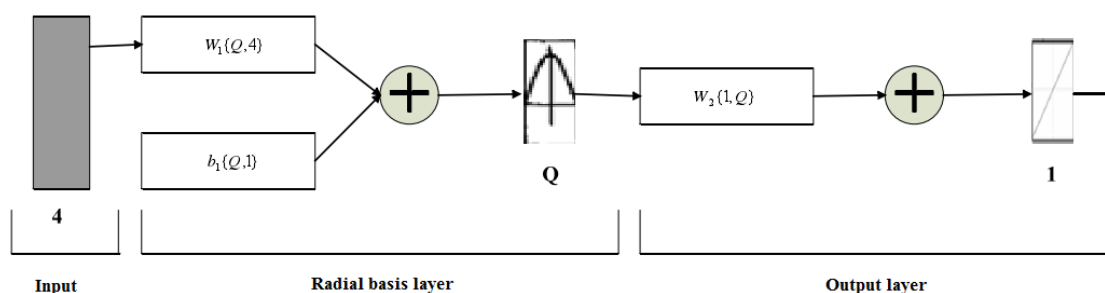 W₁{Q,4}
b₁{Q,1}
W₂{1,Q}
4
Q
1
Input
Radial basis layer
Output layer